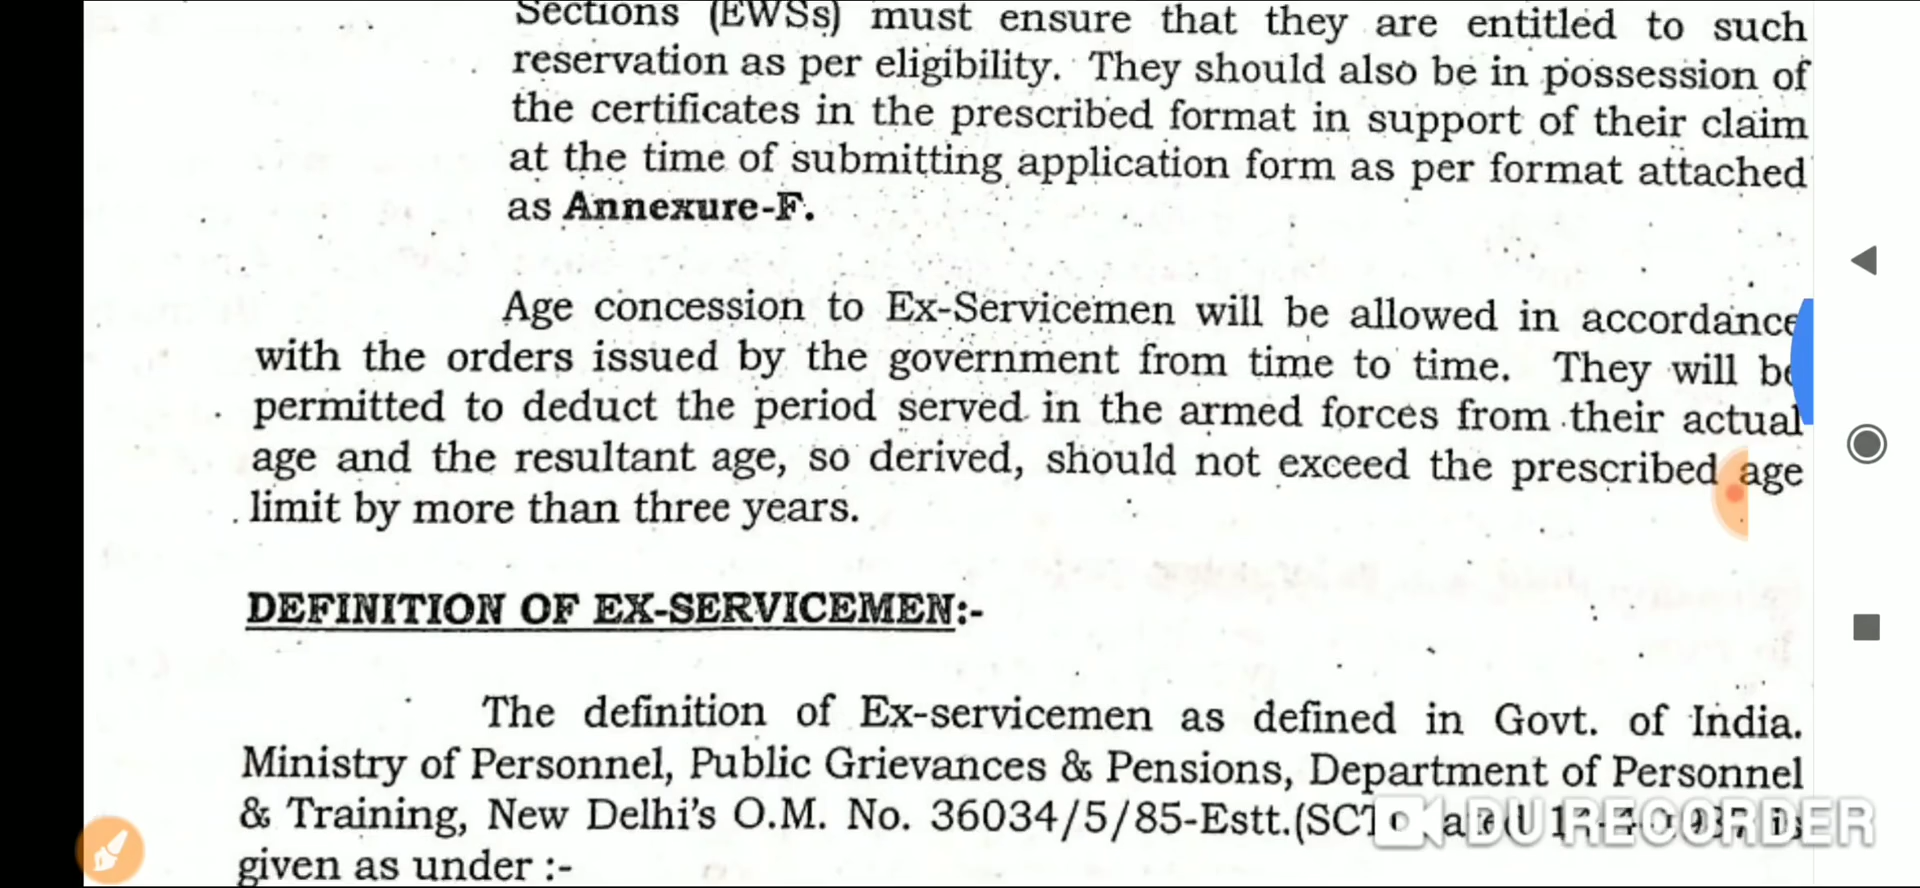 Sections (EWSs) must ensure that they are entitled to such
reservation as per eligibility. They should also be in possession of
the certificates in the prescribed format in support of their claim
at the time of submitting application form as per format attached
as Annexure-F.
Age concession to Ex-Servicemen will be allowed in accordance
with the orders issued by the government from time to time. They will be
permitted to deduct the period served in the armed forces from their actual
age and the resultant age, so derived, should not exceed the prescribed age
limit by more than three years.
DEFINITION OF EX-SERVICEMEN:-
The definition of Ex-servicemen as defined in Govt. of India.
Ministry of Personnel, Public Grievances & Pensions, Department of Personnel
& Training, New Delhi's O.M. No. 36034/5/85-Estt.(SCT
DU RECORDER
given as under :-